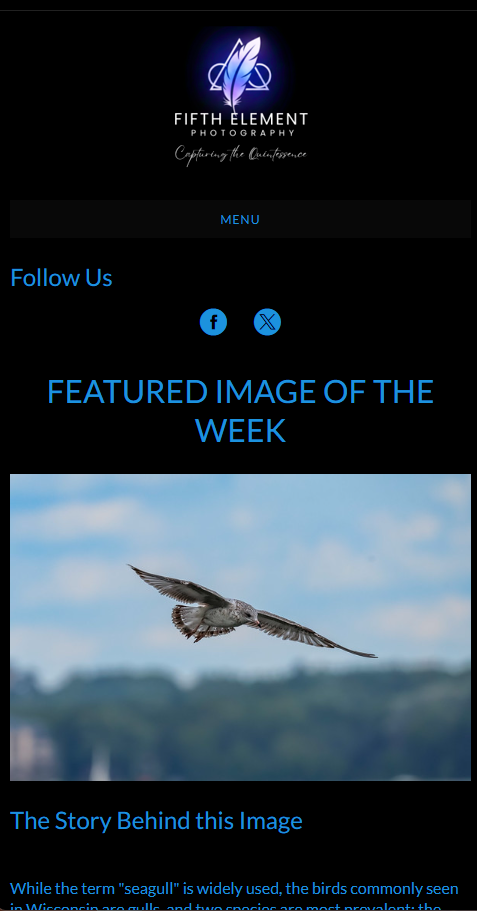 FIFTH ELEMENT
PHOTOGRAPHY
Capturing the Quintessence
MENU
Follow Us
FEATURED IMAGE OF THE
WEEK
The Story Behind this Image
While the term "seagull" is widely used, the birds commonly seen
in Wisconsin are gulls, and two species are most prevalent: the